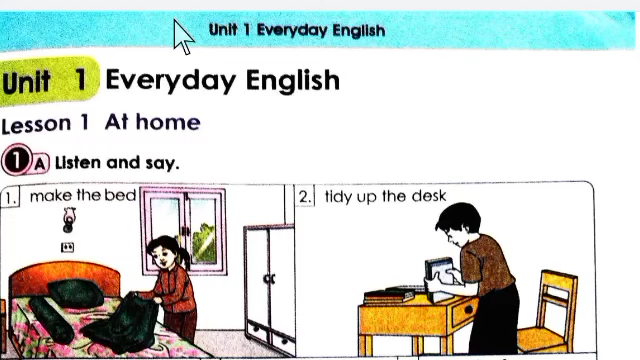 Unit 1 Everyday English
Unit 1 Everyday English
Lesson 1 At home
1 A Listen and say.
1. make the bed
2. tidy up the desk